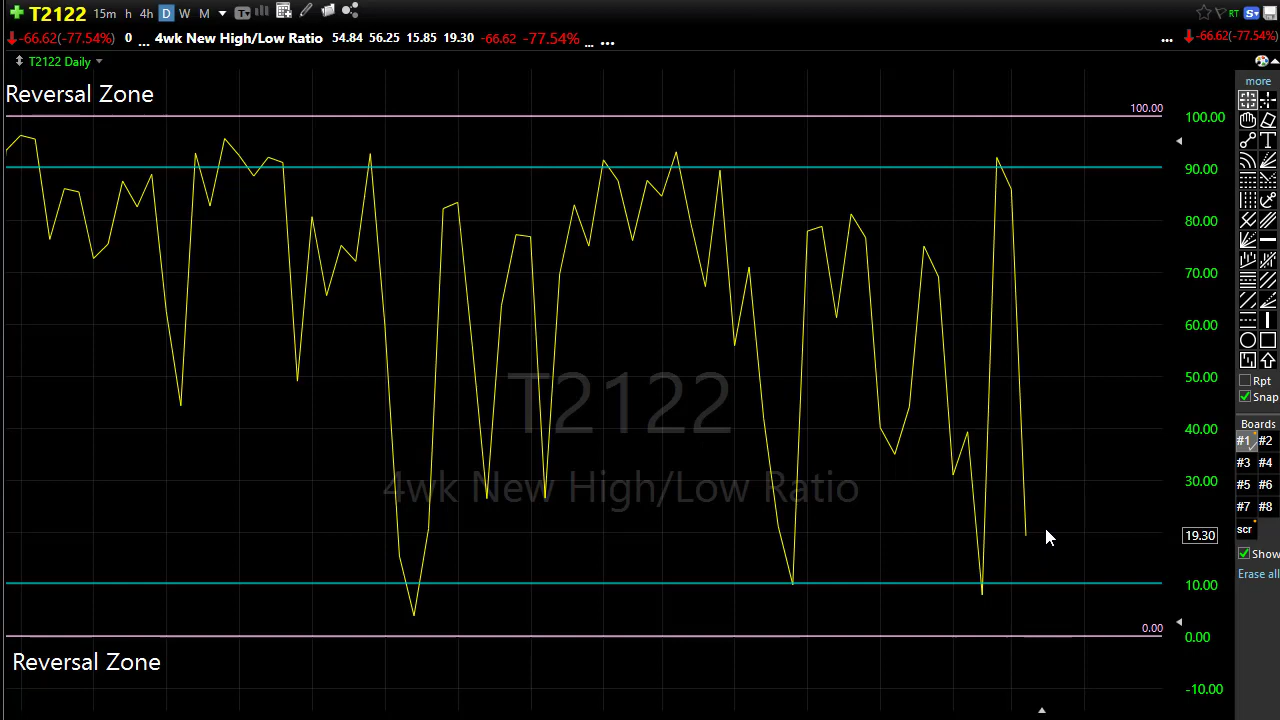 T2122 15m h 4h D W M T RT S
-66.62(-77.54%) 0 ... 4wk New High/Low Ratio 54.84 56.25 15.85 19.30 -66.62 -77.54% ... ... ... -66.62(-77.54%)
T2122 Daily
more
Reversal Zone
100.00
100.00
90.00
80.00
70.00
60.00
50.00
40.00
30.00
19.30
10.00
0.00
0.00
-10.00
T2122
4wk New High/Low Ratio
Reversal Zone
T
Rpt
Snap
Boards
#1 #2
#3 #4
#5 #6
#7 #8
scr
Show
Erase all